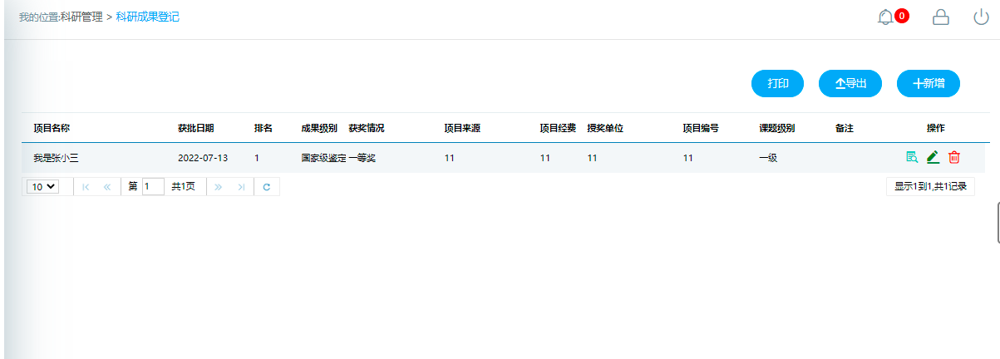 我的位置:科研管理 > 科研成果登记
0
打印 导出 新增
项目名称 获批日期 排名 成果级别 获奖情况 项目来源 项目经费 授奖单位 项目编号 课题级别 备注 操作
我是张小三 2022-07-13 1 国家级鉴定 一等奖 11 11 11 11 一级
10 第 1 共1页 显示1到1,共1记录